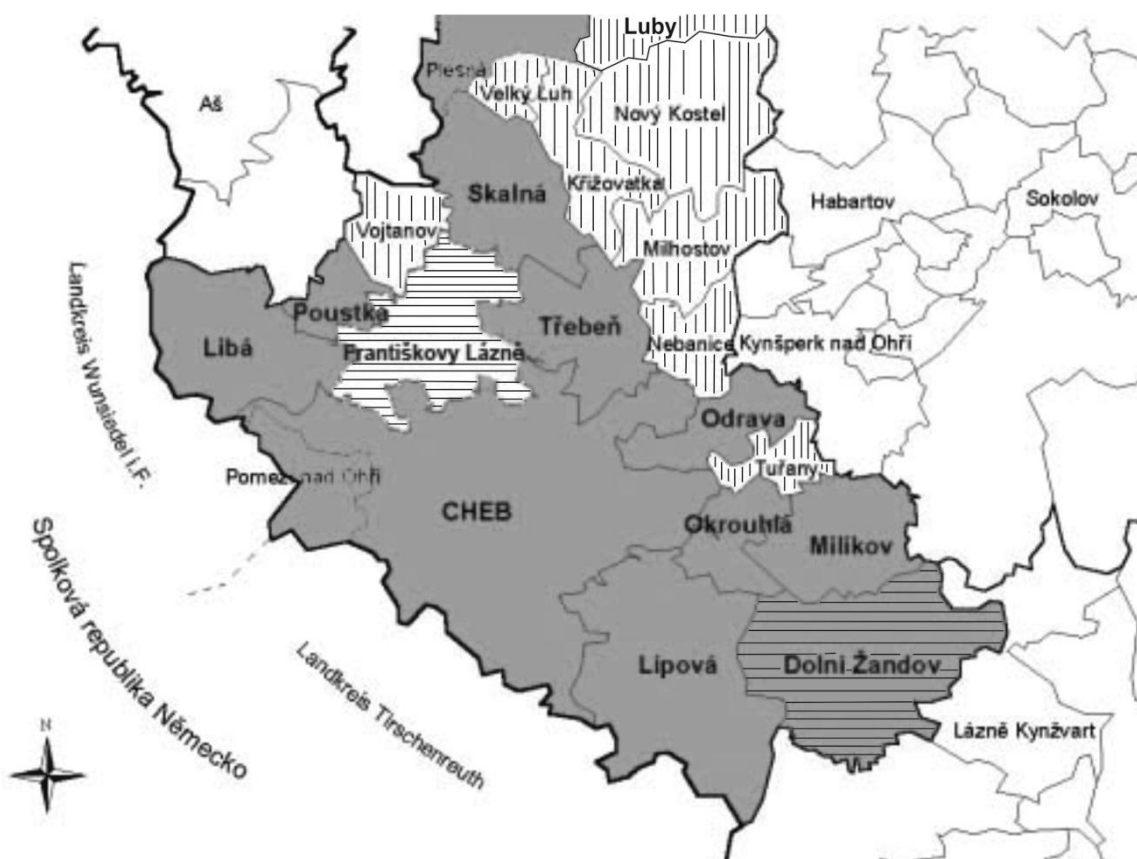 Luby
Plesná
Velký Luh
Aš
Nový Kostel
Křižovatka
Skalná
Habartov
Sokolov
Vojtanov
Milhostov
Landkreis Wunsiedel i.F.
Poustka
Třebeň
Libá
Františkovy Lázně
Nebanice
Kynšperk nad Ohří
Odrava
Tuřany
Pomezí nad Ohří
CHEB
Okrouhlá
Milíkov
Spolková republika Německo
Lipová
Dolní Žandov
Landkreis Tirschenreuth
Lázně Kynžvart
N